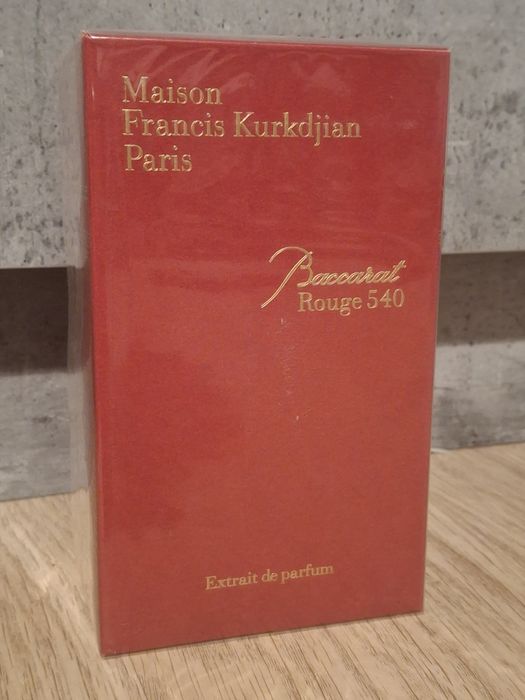 Maison
Francis Kurkdjian
Paris
Baccarat
Rouge 540
Extrait de parfum